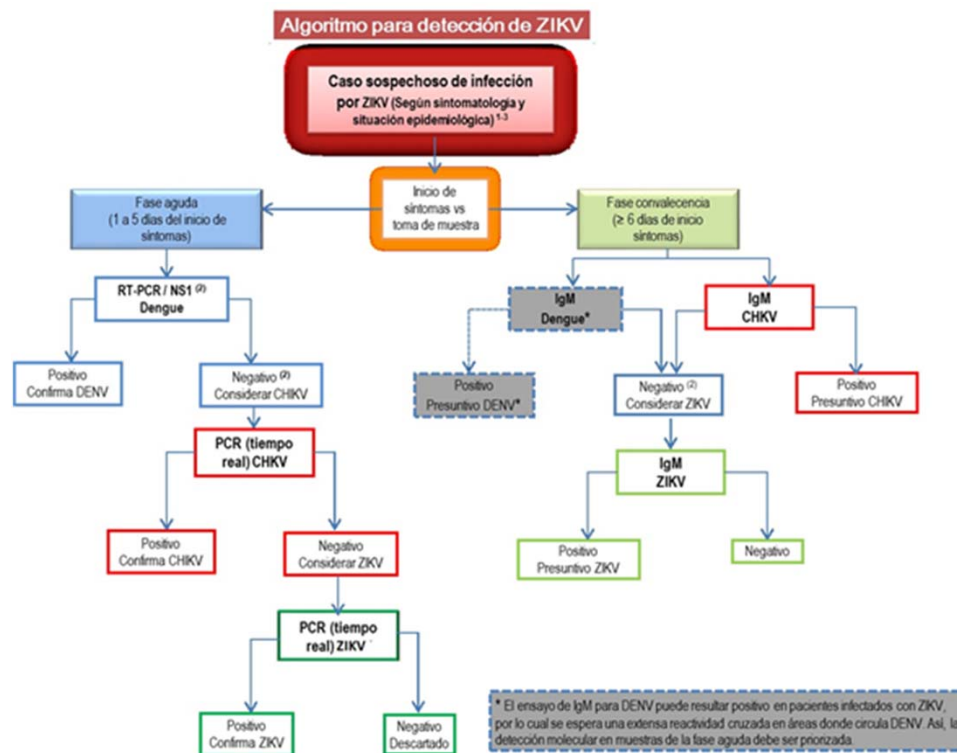 Algoritmo para detección de ZIKV
Caso sospechoso de infección
por ZIKV (Según sintomatología y
situación epidemiológica) 1-3
Inicio de
síntomas vs
toma de muestra
Fase aguda
(1 a 5 días del inicio de
síntomas)
Fase convalecencia
(≥ 6 días de inicio
síntomas)
RT-PCR / NS1 (2)
Dengue
IgM
Dengue*
IgM
CHKV
Positivo
Confirma DENV
Negativo (2)
Considerar CHIKV
Positivo
Presuntivo DENV*
Negativo (2)
Considerar ZIKV
Positivo
Presuntivo CHIKV
PCR (tiempo
real) CHKV
IgM
ZIKV
Positivo
Confirma CHIKV
Negativo
Considerar ZIKV
Positivo
Presuntivo ZIKV
Negativo
PCR (tiempo
real) ZIKV
Positivo
Confirma ZIKV
Negativo
Descartado
* El ensayo de IgM para DENV puede resultar positivo en pacientes infectados con ZIKV,
por lo cual se espera una extensa reactividad cruzada en áreas donde circula DENV. Así, la
detección molecular en muestras de la fase aguda debe ser priorizada.